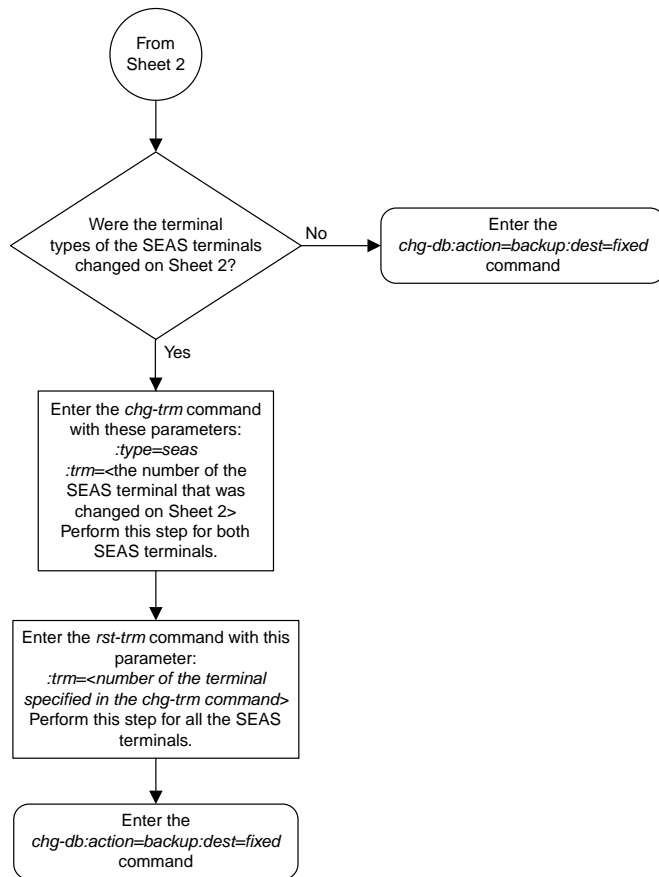 From
Sheet 2
Were the terminal
types of the SEAS terminals
changed on Sheet 2?
No
Enter the
chg-db:action=backup:dest=fixed
command
Yes
Enter the chg-trm command
with these parameters:
:type=seas
:trm=<the number of the
SEAS terminal that was
changed on Sheet 2>
Perform this step for both
SEAS terminals.
Enter the rst-trm command with this
parameter:
:trm=<number of the terminal
specified in the chg-trm command>
Perform this step for all the SEAS
terminals.
Enter the
chg-db:action=backup:dest=fixed
command